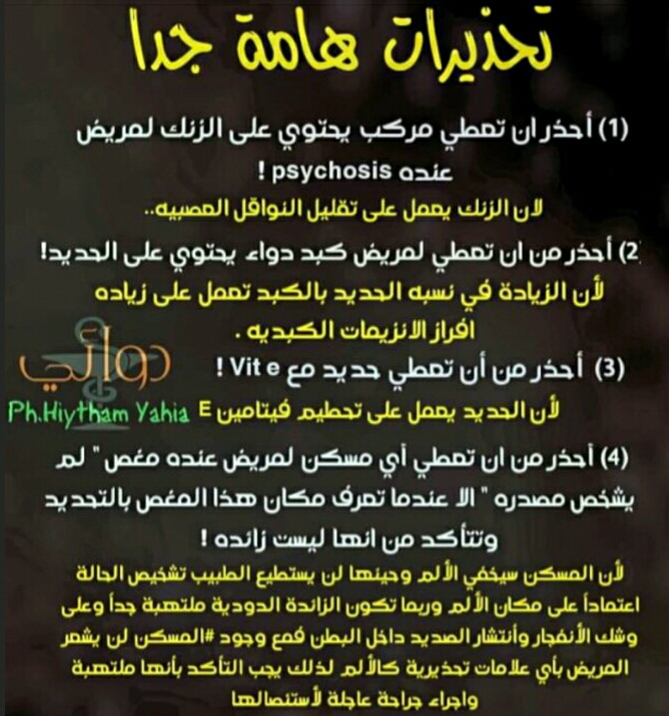 تحذيرات هامة جدا
(1) أحذر ان تعطي مركب يحتوي على الزنك لمريض
عنده psychosis !
لان الزنك يعمل على تقليل النواقل العصبيه..
2) أحذر من ان تعطي لمريض كبد دواء يحتوي على الحديد!
لأن الزيادة في نسبه الحديد بالكبد تعمل على زياده
افراز الانزيمات الكبديه .
دوائي
(3) أحذر من أن تعطي حديد مع Vit e !
Ph.Hiytham Yahia
لأن الحديد يعمل على تحطيم فيتامين E
(4) أحذر من ان تعطي أي مسكن لمريض عنده مغص" لم
يشخص مصدره " الا عندما تعرف مكان هذا المغص بالتحديد
وتتأكد من انها ليست زائده !
لأن المسكن سيخفي الألم وحينها لن يستطيع الطبيب تشخيص الحالة
اعتماداً على مكان الألم وربما تكون الزائدة الدودية ملتهبة جداً وعلى
وشك الأنفجار وأنتشار الصديد داخل البطن فمع وجود #المسكن لن يشعر
المريض بأي علامات تحذيرية كالألم لذلك يجب التأكد بأنها ملتهبة
واجراء جراحة عاجلة لأستئصالها